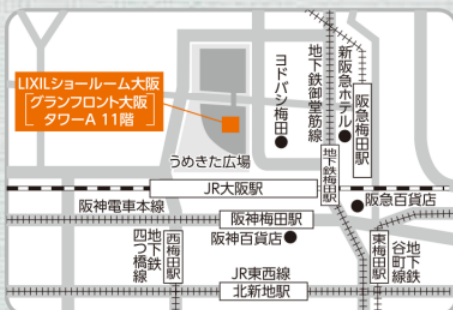 LIXILショールーム大阪
グランフロント大阪
タワーA 11階
ヨドバシ梅田
地下鉄御堂筋線
新阪急ホテル
阪急梅田駅
うめきた広場
地下鉄梅田駅
JR大阪駅
阪急百貨店
阪神電車本線
阪神梅田駅
阪神百貨店
地下鉄
四つ橋線
西梅田駅
東梅田駅
地下鉄
谷町線
JR東西線
北新地駅